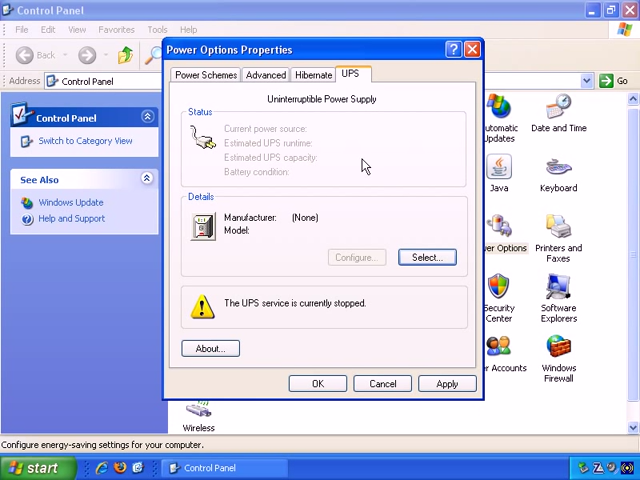 Control Panel
File Edit View Favorites Tools Help
Back
Address Control Panel Go
Control Panel
Switch to Category View
See Also
Windows Update
Help and Support
Power Options Properties
Power Schemes Advanced Hibernate UPS
Uninterruptible Power Supply
Status
Current power source:
Estimated UPS runtime:
Estimated UPS capacity:
Battery condition:
Details
Manufacturer: (None)
Model:
Configure... Select...
The UPS service is currently stopped.
About...
OK Cancel Apply
Date and Time
Updates
Java Keyboard
Options Printers and
Faxes
Security
Center
Software
Explorers
Accounts Windows
Firewall
Wireless
Configure energy-saving settings for your computer.
start Control Panel